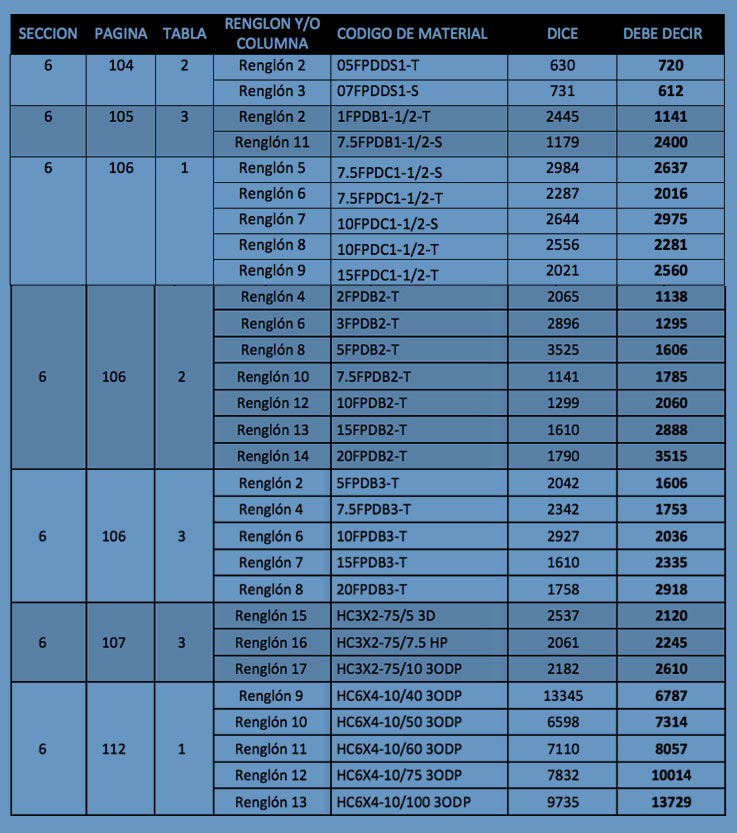 SECCION PAGINA TABLA RENGLON Y/O COLUMNA CODIGO DE MATERIAL DICE DEBE DECIR
6 104 2 Renglón 2 05FPDDS1-T 630 720
Renglón 3 07FPDDS1-S 731 612
6 105 3 Renglón 2 1FPDB1-1/2-T 2445 1141
Renglón 11 7.5FPDB1-1/2-S 1179 2400
6 106 1 Renglón 5 7.5FPDC1-1/2-S 2984 2637
Renglón 6 7.5FPDC1-1/2-T 2287 2016
Renglón 7 10FPDC1-1/2-S 2644 2975
Renglón 8 10FPDC1-1/2-T 2556 2281
Renglón 9 15FPDC1-1/2-T 2021 2560
6 106 2 Renglón 4 2FPDB2-T 2065 1138
Renglón 6 3FPDB2-T 2896 1295
Renglón 8 5FPDB2-T 3525 1606
Renglón 10 7.5FPDB2-T 1141 1785
Renglón 12 10FPDB2-T 1299 2060
Renglón 13 15FPDB2-T 1610 2888
Renglón 14 20FPDB2-T 1790 3515
6 106 3 Renglón 2 5FPDB3-T 2042 1606
Renglón 4 7.5FPDB3-T 2342 1753
Renglón 6 10FPDB3-T 2927 2036
Renglón 7 15FPDB3-T 1610 2335
Renglón 8 20FPDB3-T 1758 2918
6 107 3 Renglón 15 HC3X2-75/5 3D 2537 2120
Renglón 16 HC3X2-75/7.5 HP 2061 2245
Renglón 17 HC3X2-75/10 3ODP 2182 2610
6 112 1 Renglón 9 HC6X4-10/40 3ODP 13345 6787
Renglón 10 HC6X4-10/50 3ODP 6598 7314
Renglón 11 HC6X4-10/60 3ODP 7110 8057
Renglón 12 HC6X4-10/75 3ODP 7832 10014
Renglón 13 HC6X4-10/100 3ODP 9735 13729